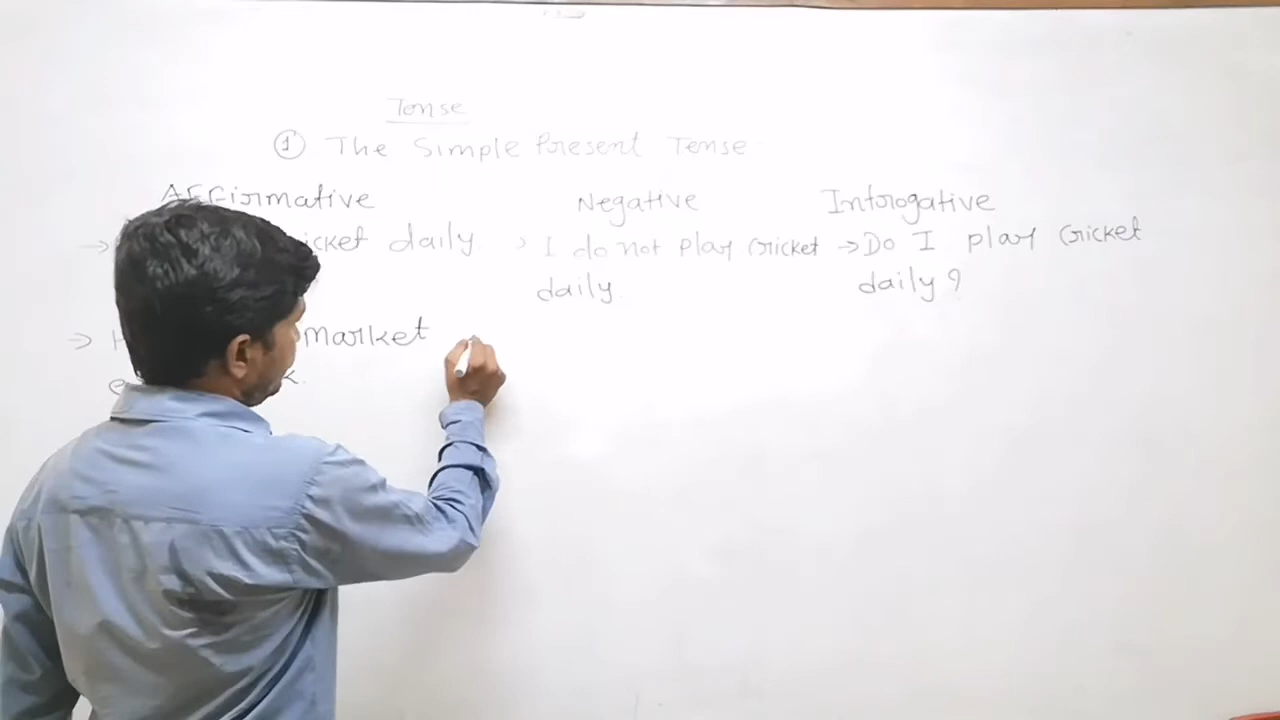 Tense
① The Simple Present Tense
Affirmative Negative Introgative
→ daily → I do not play cricket → Do I play cricket
daily. daily?
→ market